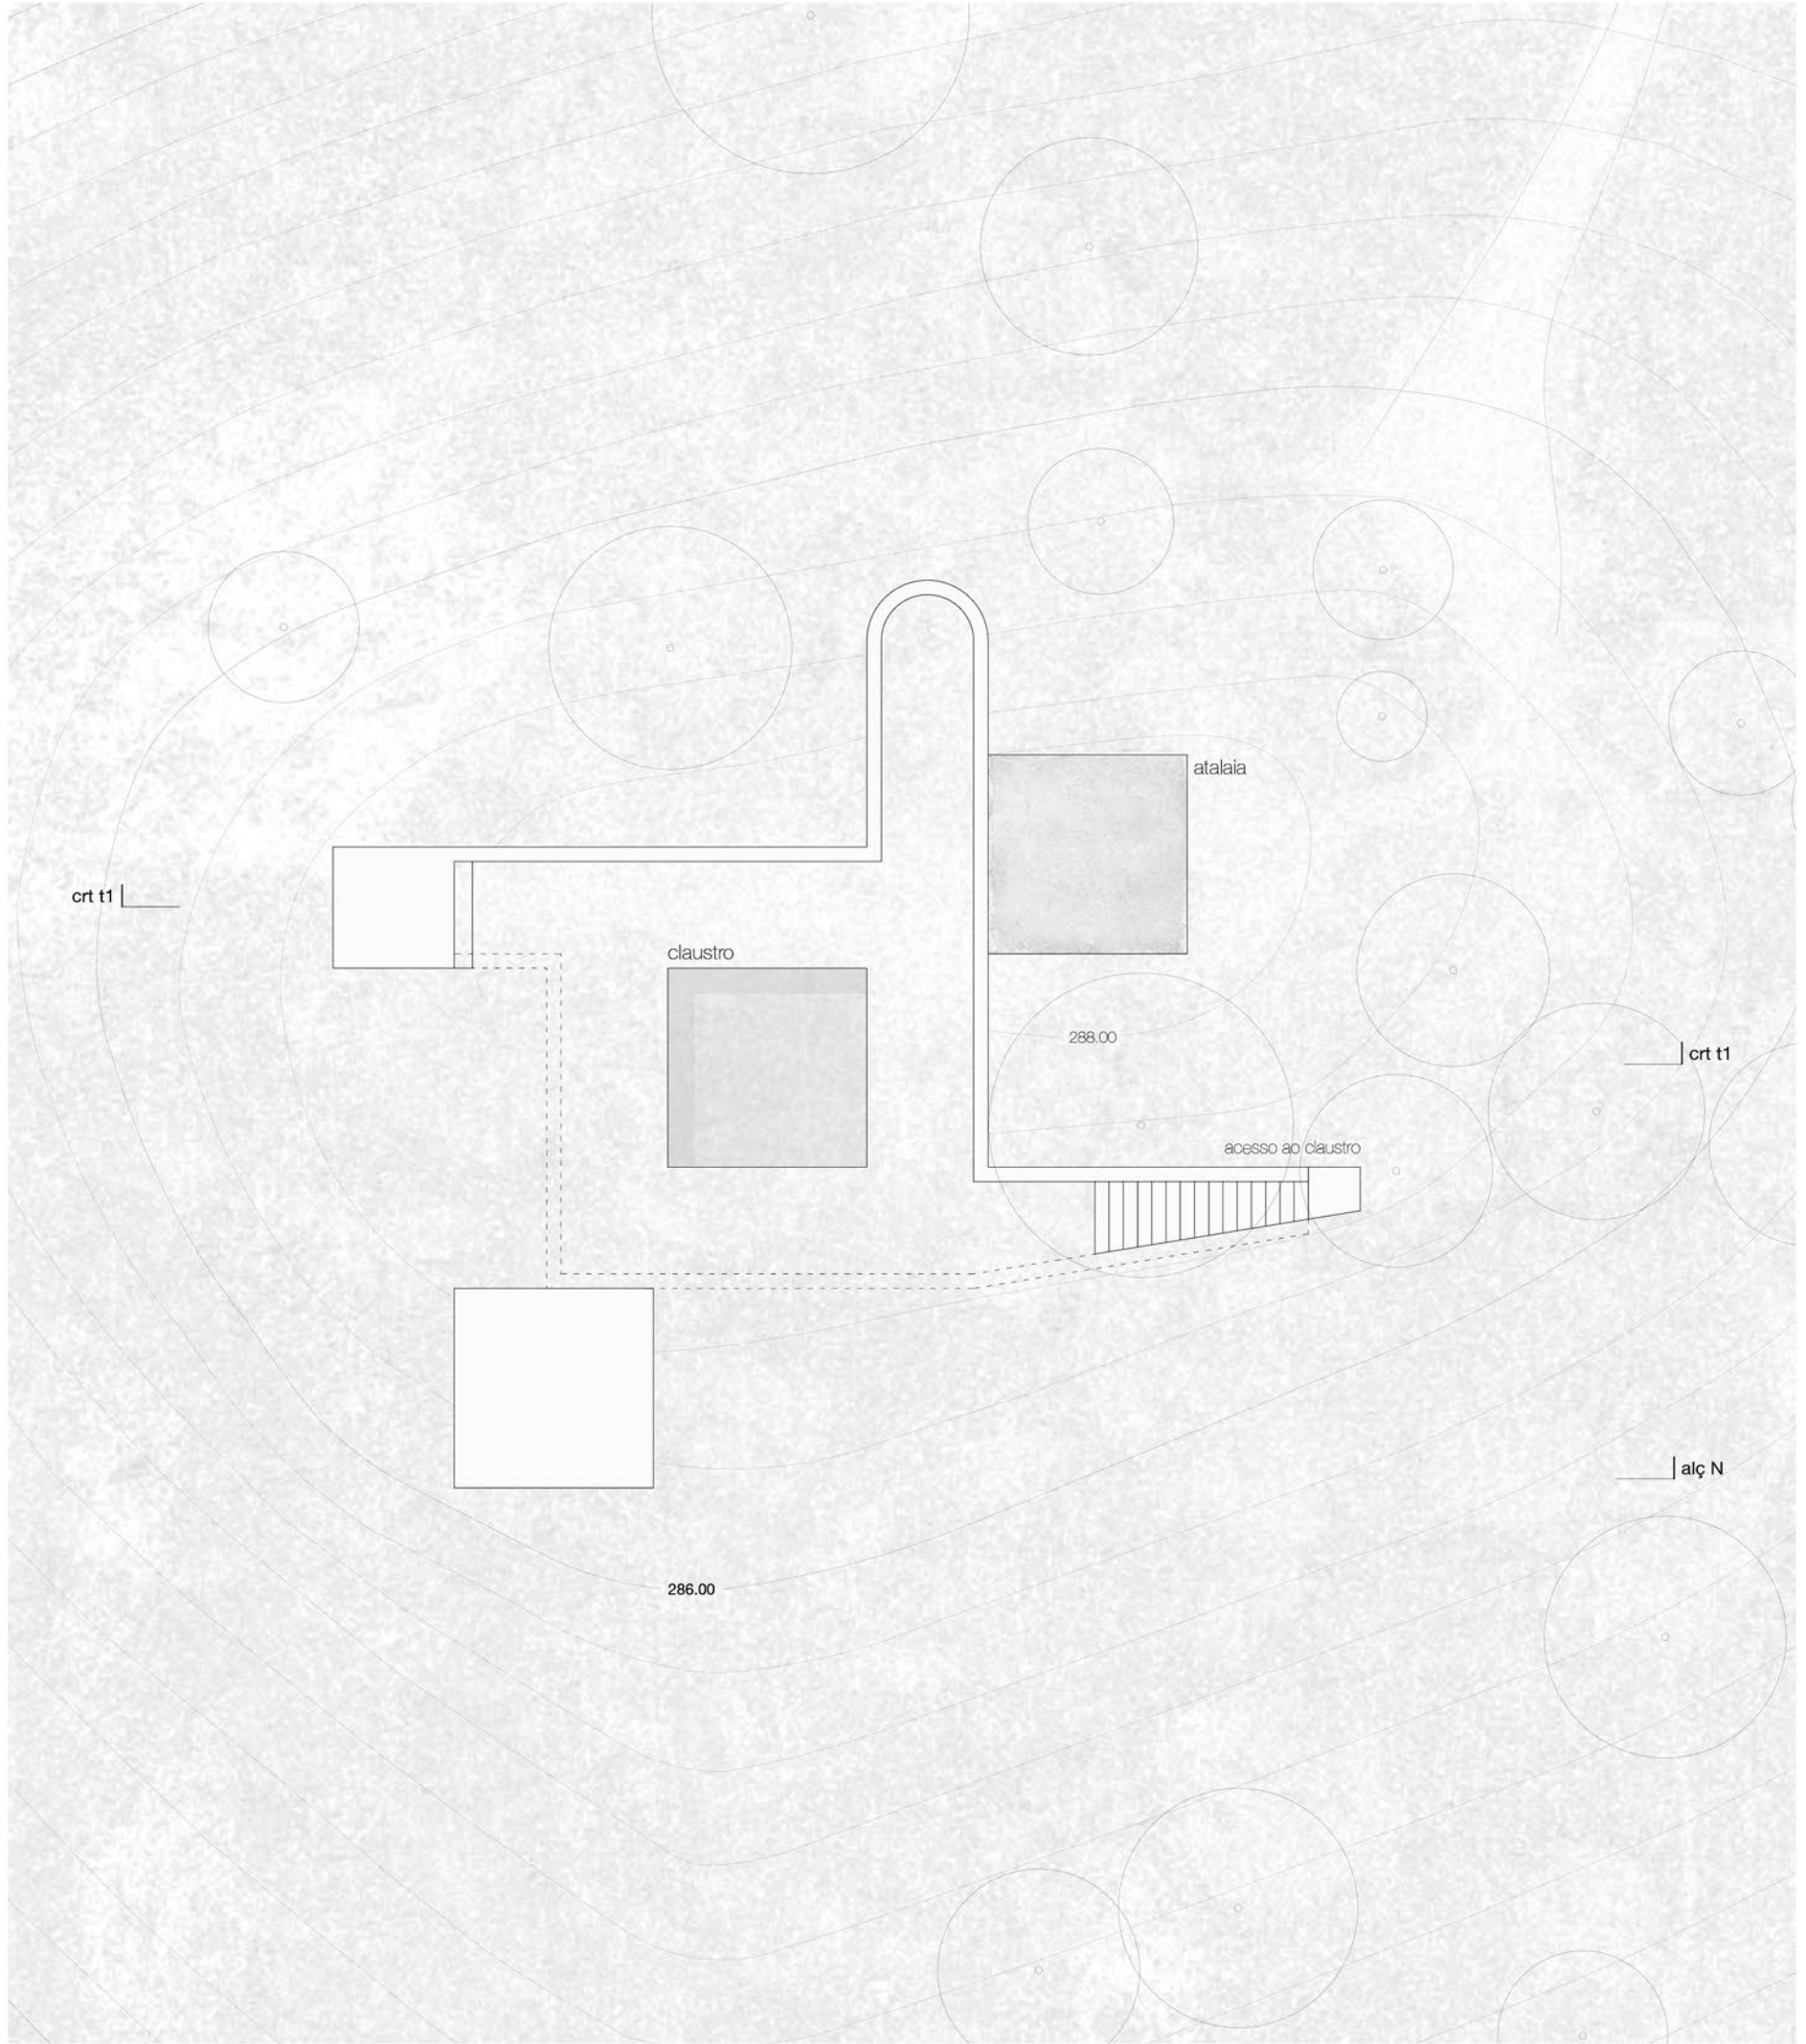 atalaia
crt t1
claustro
288.00
crt t1
acesso ao claustro
alç N
286.00